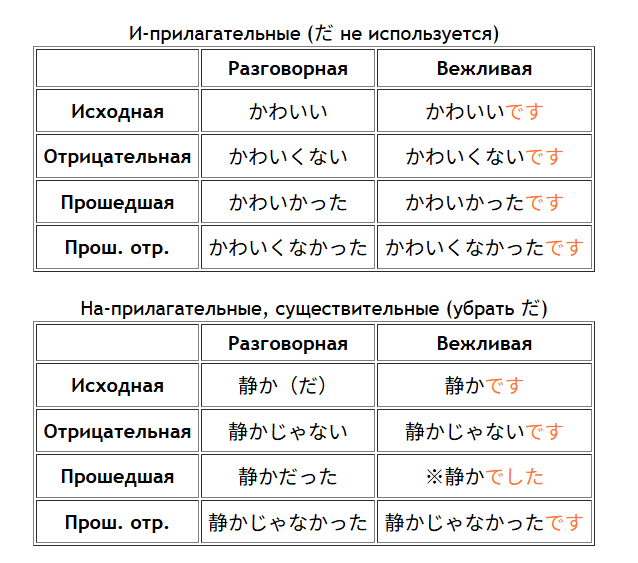 И-прилагательные (だ не используется)
Разговорная Вежливая
Исходная かわいい かわいいです
Отрицательная かわいくない かわいくないです
Прошедшая かわいかった かわいかったです
Прош. отр. かわいくなかった かわいくなかったです
На-прилагательные, существительные (убрать だ)
Разговорная Вежливая
Исходная 静か（だ） 静かです
Отрицательная 静かじゃない 静かじゃないです
Прошедшая 静かだった ※静かでした
Прош. отр. 静かじゃなかった 静かじゃなかったです